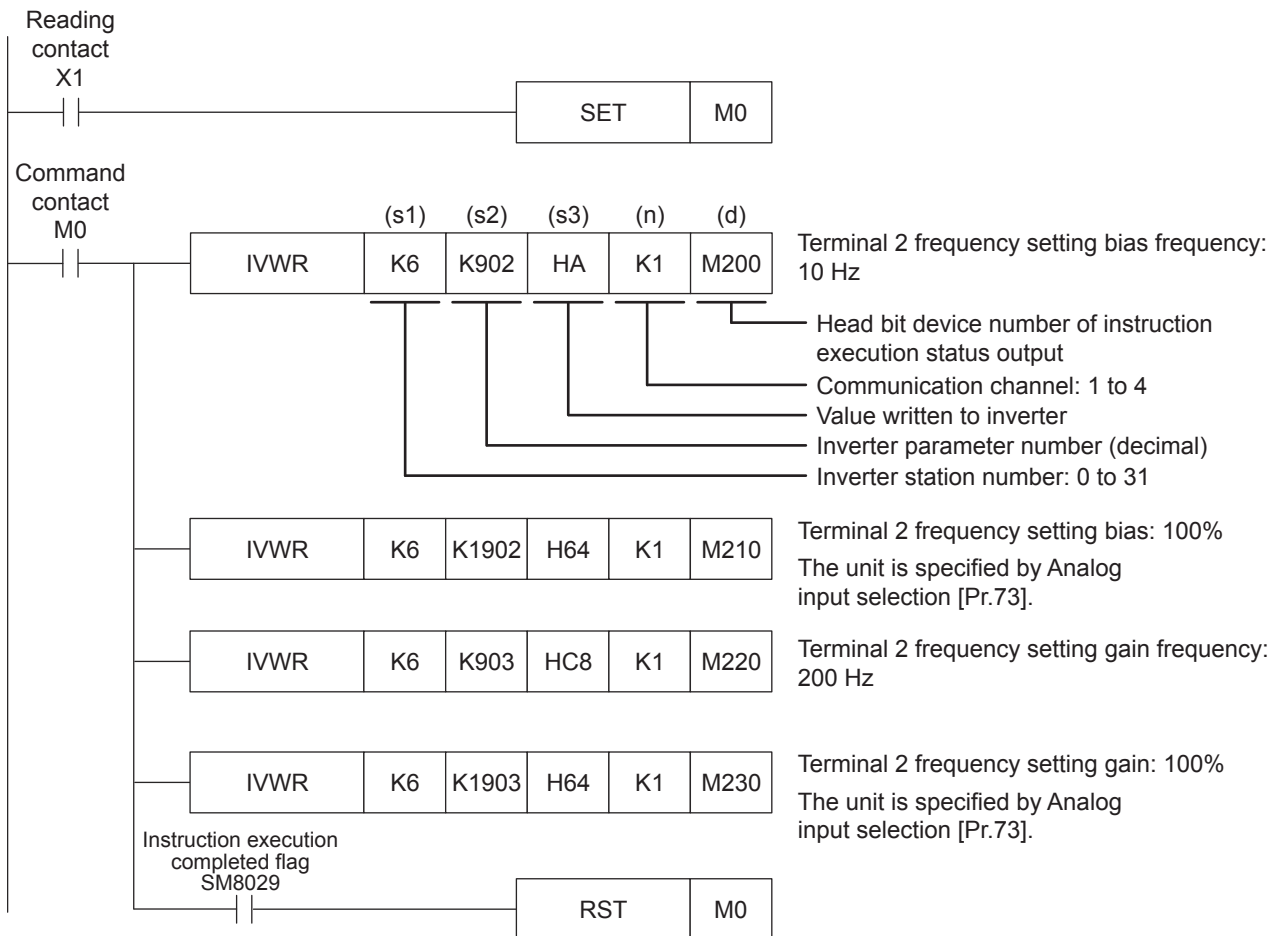 Reading
contact
X1
SET M0
Command
contact
M0
(s1) (s2) (s3) (n) (d)
IVWR K6 K902 HA K1 M200
Terminal 2 frequency setting bias frequency:
10 Hz
Head bit device number of instruction
execution status output
Communication channel: 1 to 4
Value written to inverter
Inverter parameter number (decimal)
Inverter station number: 0 to 31
IVWR K6 K1902 H64 K1 M210
Terminal 2 frequency setting bias: 100%
The unit is specified by Analog
input selection [Pr.73].
IVWR K6 K903 HC8 K1 M220
Terminal 2 frequency setting gain frequency:
200 Hz
IVWR K6 K1903 H64 K1 M230
Terminal 2 frequency setting gain: 100%
The unit is specified by Analog
input selection [Pr.73].
Instruction execution
completed flag
SM8029
RST M0